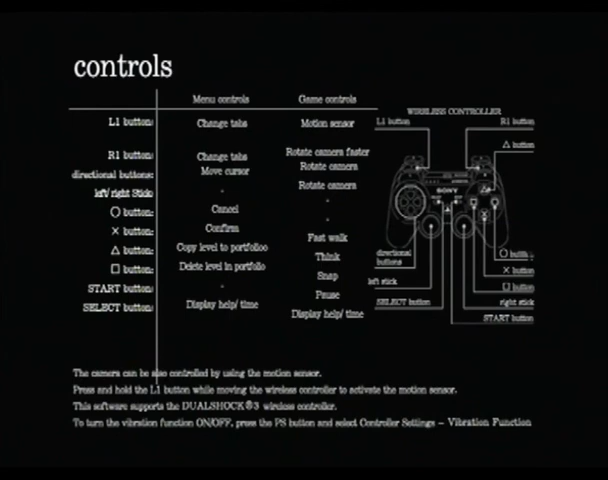 controls
Menu controls Game controls
WIRELESS CONTROLLER
L1 button: Change tabs Motion sensor L1 button R1 button
△ button
R1 button: Change tabs Rotate camera faster
directional buttons: Move cursor Rotate camera
left/right Stick: - Rotate camera
SONY
○ button: Cancel -
✕ button: Confirm -
△ button: Copy level to portfolioo Fast walk
□ button: Delete level in portfolio Think
START button: - Snap
SELECT button: Display help/ time Pause
Display help/ time
directional buttons
○ button
left stick
✕ button
□ button
SELECT button right stick
START button
The camera can be also controlled by using the motion sensor.
Press and hold the L1 button while moving the wireless controller to activate the motion sensor.
This software supports the DUALSHOCK®3 wireless controller.
To turn the vibration function ON/OFF, press the PS button and select Controller Settings – Vibration Function